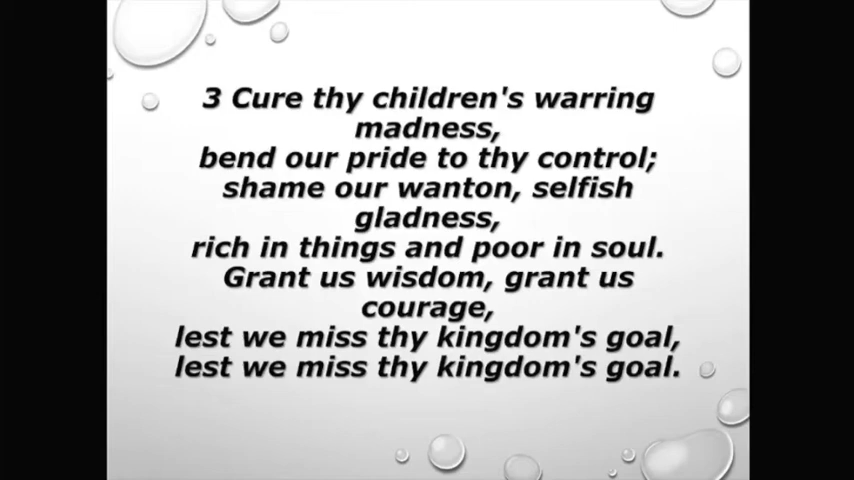 3 Cure thy children's warring
madness,
bend our pride to thy control;
shame our wanton, selfish
gladness,
rich in things and poor in soul.
Grant us wisdom, grant us
courage,
lest we miss thy kingdom's goal,
lest we miss thy kingdom's goal.